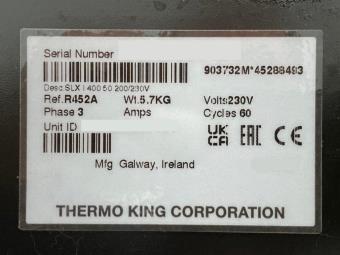 Serial Number
903732M*45288493
Desc SLX I 400 50 200/230V
Ref.R452A Wt.5.7KG Volts230V
Phase 3 Amps Cycles 60
Unit ID
UK CA EAC CE
Mfg Galway, Ireland
THERMO KING CORPORATION